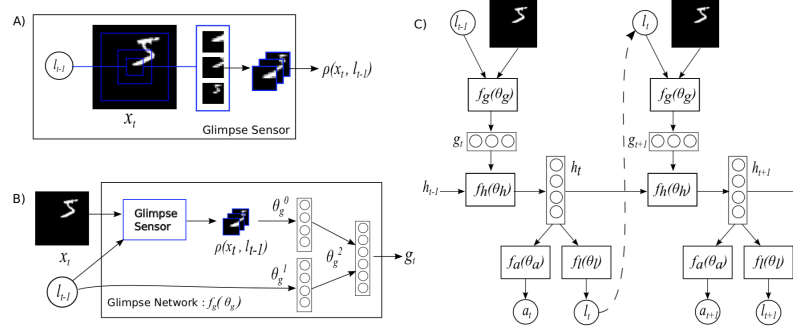 A)
l_{t-1}
x_t
ρ(x_t, l_{t-1})
Glimpse Sensor
B)
x_t
l_{t-1}
Glimpse
Sensor
ρ(x_t, l_{t-1})
θ_g^0
θ_g^1
θ_g^2
g_t
Glimpse Network : f_g( θ_g )
C)
l_{t-1}
l_t
f_g(θ_g)
f_g(θ_g)
g_t
g_{t+1}
h_{t-1}
f_h(θ_h)
h_t
f_h(θ_h)
h_{t+1}
f_a(θ_a)
f_l(θ_l)
f_a(θ_a)
f_l(θ_l)
a_t
l_t
a_{t+1}
l_{t+1}